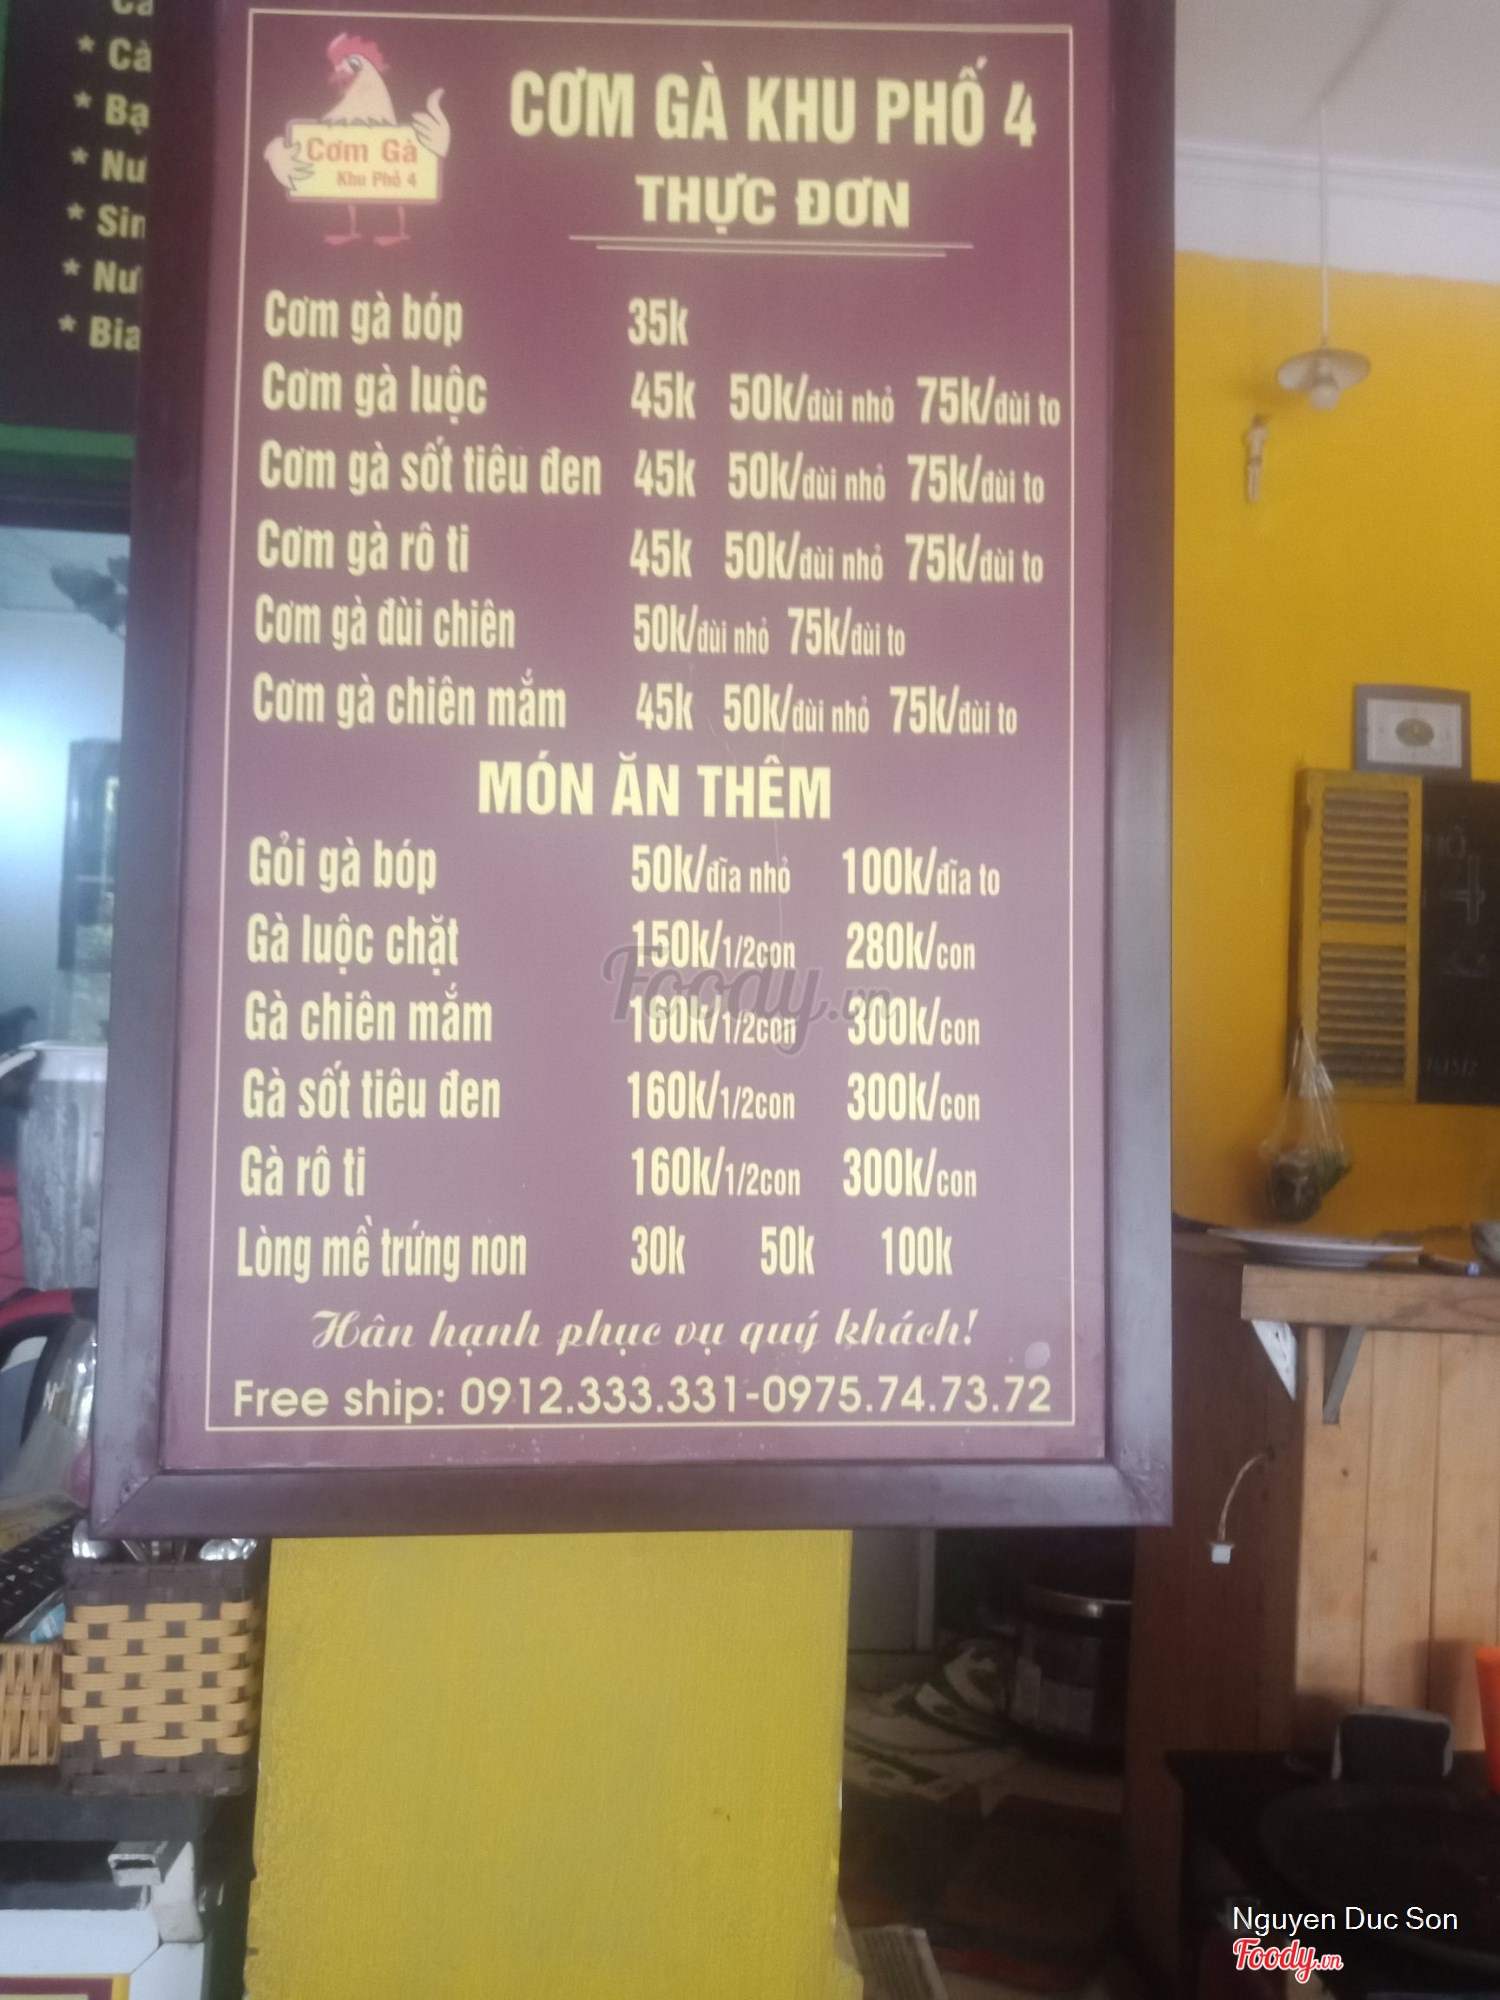 * Cà
* Bạ
* Nư
* Sin
* Nư
* Bia
Cơm Gà
Khu Phố 4
CƠM GÀ KHU PHỐ 4
THỰC ĐƠN
Cơm gà bóp 35k
Cơm gà luộc 45k 50k/đùi nhỏ 75k/đùi to
Cơm gà sốt tiêu đen 45k 50k/đùi nhỏ 75k/đùi to
Cơm gà rô ti 45k 50k/đùi nhỏ 75k/đùi to
Cơm gà đùi chiên 50k/đùi nhỏ 75k/đùi to
Cơm gà chiên mắm 45k 50k/đùi nhỏ 75k/đùi to
MÓN ĂN THÊM
Gỏi gà bóp 50k/đĩa nhỏ 100k/đĩa to
Gà luộc chặt 150k/1/2con 280k/con
Gà chiên mắm 160k/1/2con 300k/con
Gà sốt tiêu đen 160k/1/2con 300k/con
Gà rô ti 160k/1/2con 300k/con
Lòng mề trứng non 30k 50k 100k
Hân hạnh phục vụ quý khách!
Free ship: 0912.333.331-0975.74.73.72
Foody.vn
Nguyen Duc Son
Foody.vn